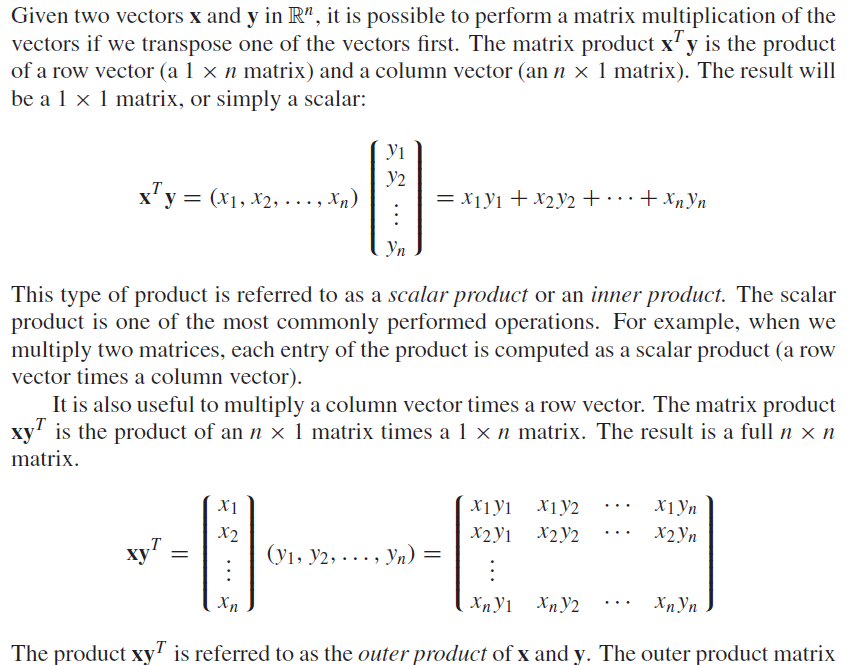 Given two vectors x and y in ℝⁿ, it is possible to perform a matrix multiplication of the
vectors if we transpose one of the vectors first. The matrix product xᵀy is the product
of a row vector (a 1 × n matrix) and a column vector (an n × 1 matrix). The result will
be a 1 × 1 matrix, or simply a scalar:
xᵀy = (x₁, x₂, . . . , xₙ) ( y₁ y₂ ⋮ yₙ ) = x₁y₁ + x₂y₂ + · · · + xₙyₙ
This type of product is referred to as a scalar product or an inner product. The scalar
product is one of the most commonly performed operations. For example, when we
multiply two matrices, each entry of the product is computed as a scalar product (a row
vector times a column vector).
It is also useful to multiply a column vector times a row vector. The matrix product
xyᵀ is the product of an n × 1 matrix times a 1 × n matrix. The result is a full n × n
matrix.
xyᵀ = ( x₁ x₂ ⋮ xₙ ) (y₁, y₂, . . . , yₙ) = ( x₁y₁ x₁y₂ · · · x₁yₙ
x₂y₁ x₂y₂ · · · x₂yₙ
⋮
xₙy₁ xₙy₂ · · · xₙyₙ )
The product xyᵀ is referred to as the outer product of x and y. The outer product matrix